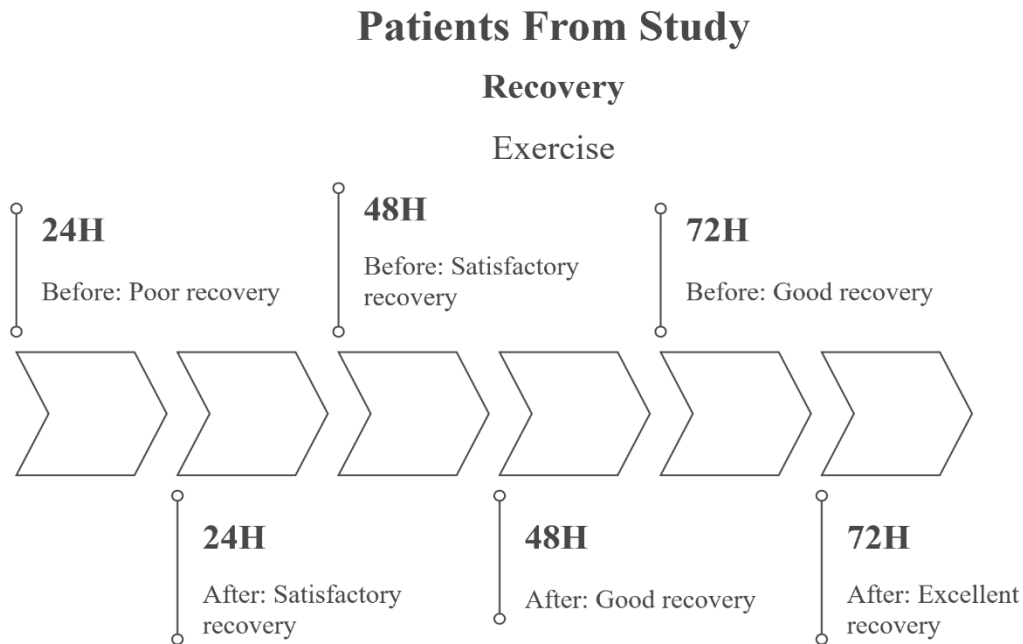 Patients From Study
Recovery
Exercise
24H
Before: Poor recovery
48H
Before: Satisfactory
recovery
72H
Before: Good recovery
24H
After: Satisfactory
recovery
48H
After: Good recovery
72H
After: Excellent
recovery